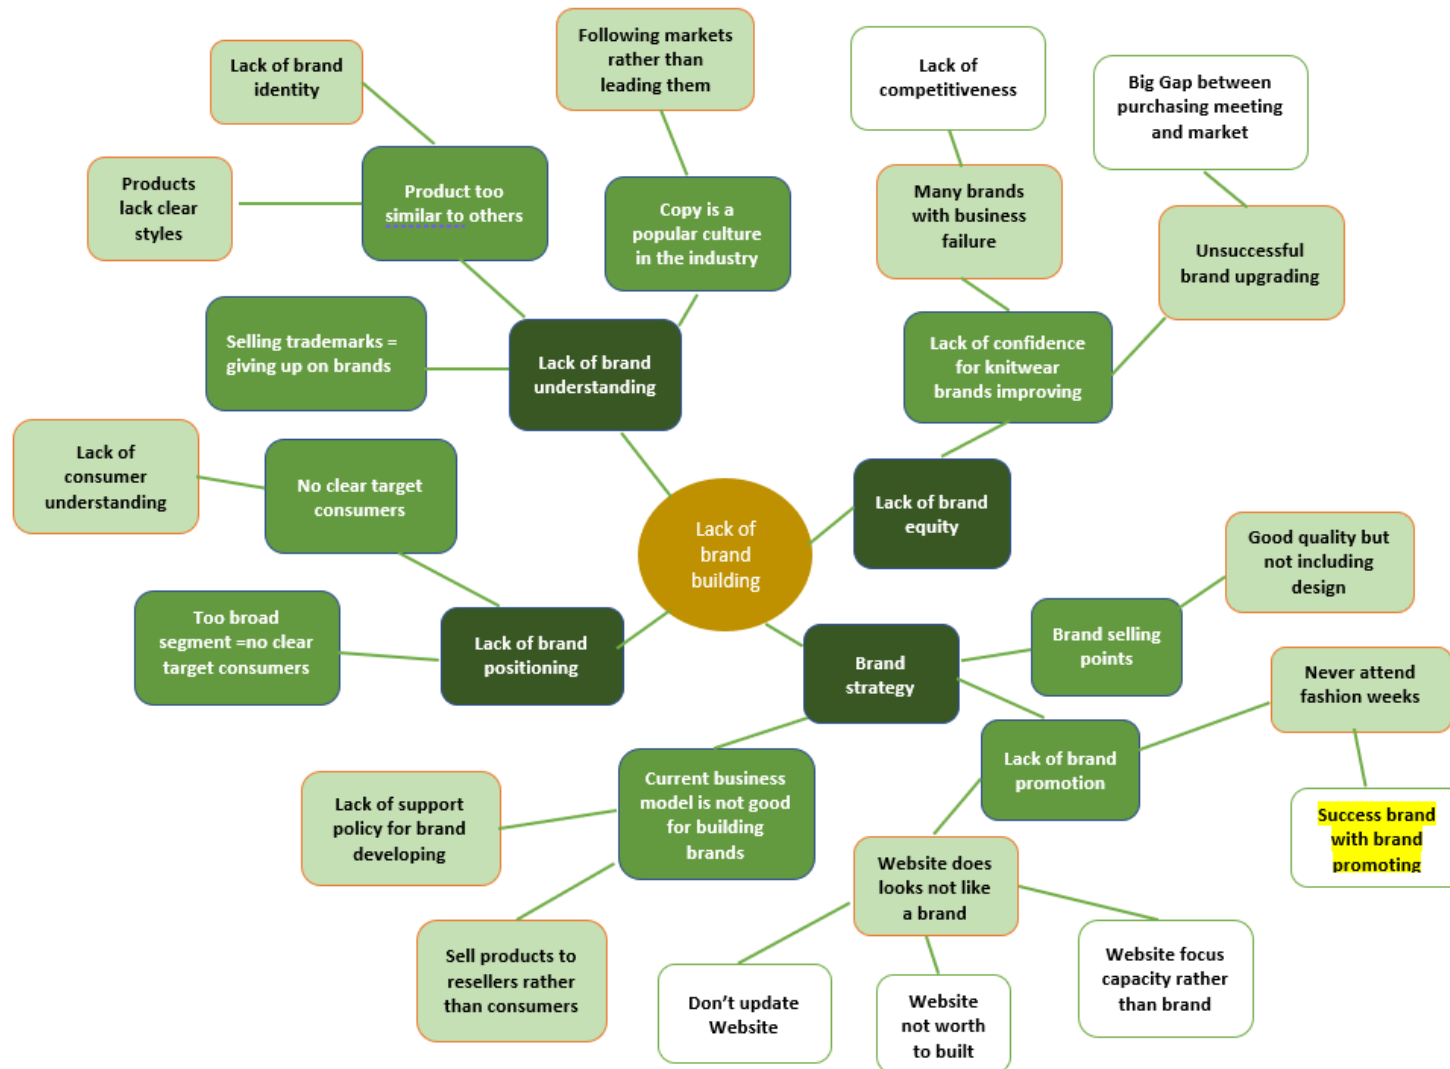 Lack of brand
identity
Following markets
rather than
leading them
Lack of
competitiveness
Big Gap between
purchasing meeting
and market
Products
lack clear
styles
Product too
similar to others
Copy is a
popular culture
in the industry
Many brands
with business
failure
Unsuccessful
brand upgrading
Selling trademarks =
giving up on brands
Lack of brand
understanding
Lack of confidence
for knitwear
brands improving
Lack of
consumer
understanding
No clear target
consumers
Lack of
brand
building
Lack of brand
equity
Good quality but
not including
design
Too broad
segment =no clear
target consumers
Lack of brand
positioning
Brand
strategy
Brand selling
points
Never attend
fashion weeks
Lack of support
policy for brand
developing
Current business
model is not good
for building
brands
Lack of brand
promotion
Success brand
with brand
promoting
Website does
looks not like
a brand
Sell products to
resellers rather
than consumers
Don’t update
Website
Website
not worth
to built
Website focus
capacity rather
than brand